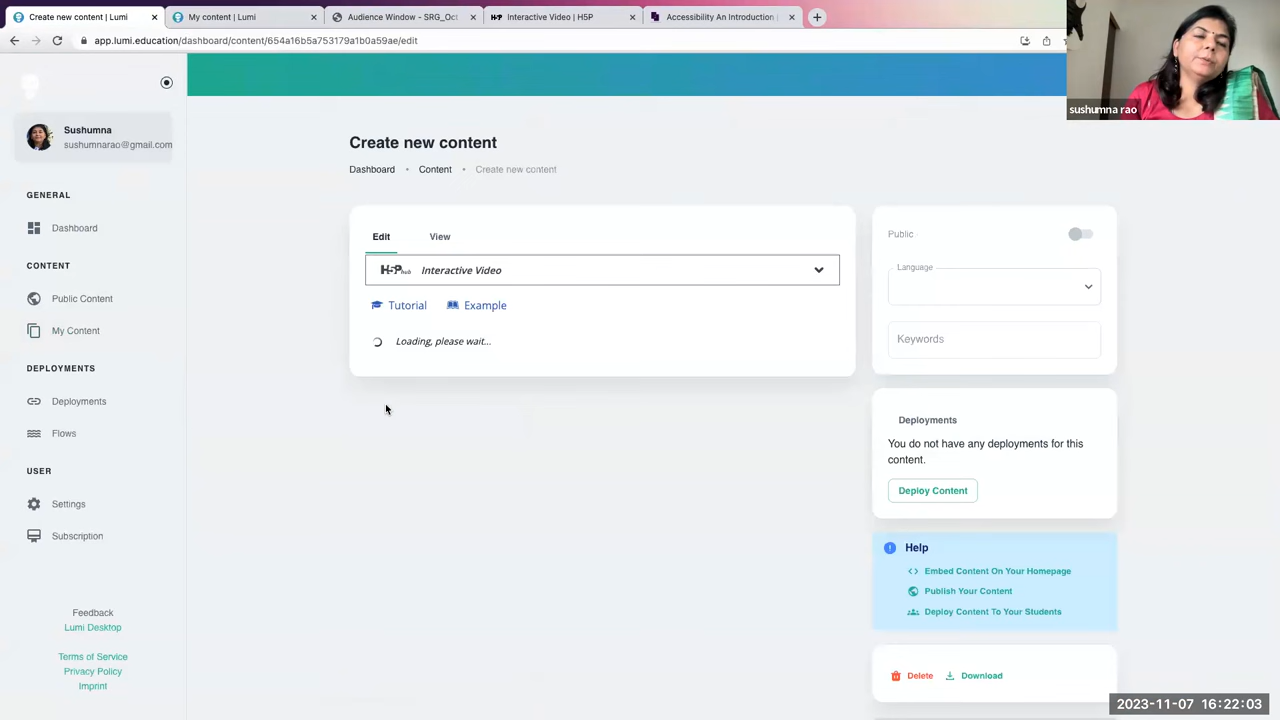 Create new content | Lumi
My content | Lumi
Audience Window - SRG_Oct
H5P Interactive Video | H5P
Accessibility An Introduction |
app.lumi.education/dashboard/content/654a16b5a753179a1b0a59ae/edit
sushumna rao
Sushumna
sushumnarao@gmail.com
GENERAL
Dashboard
CONTENT
Public Content
My Content
DEPLOYMENTS
Deployments
Flows
USER
Settings
Subscription
Feedback
Lumi Desktop
Terms of Service
Privacy Policy
Imprint
Create new content
Dashboard • Content • Create new content
Edit View
H5P hub Interactive Video
Tutorial Example
Loading, please wait...
Public
Language
Keywords
Deployments
You do not have any deployments for this
content.
Deploy Content
Help
Embed Content On Your Homepage
Publish Your Content
Deploy Content To Your Students
Delete Download
2023-11-07 16:22:03